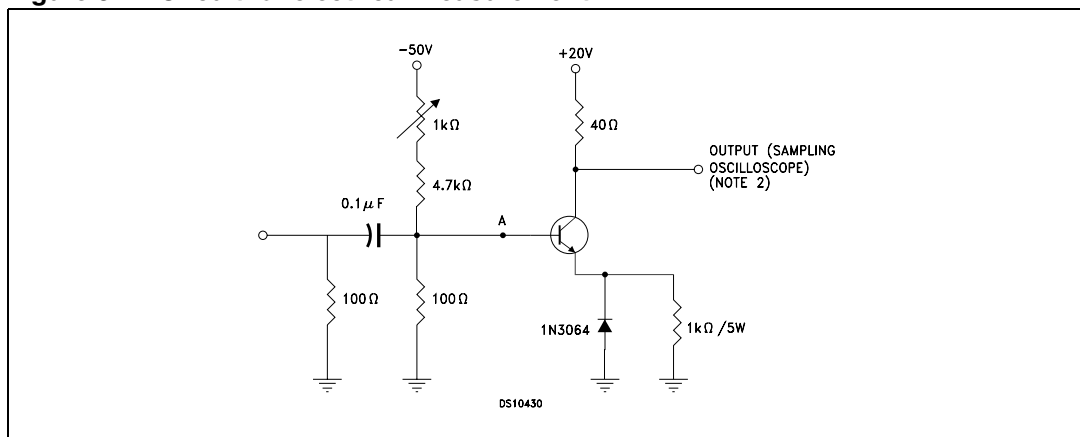 -50V
+20V
1kΩ
40Ω
OUTPUT (SAMPLING
OSCILLOSCOPE)
(NOTE 2)
4.7kΩ
0.1μF
A
100Ω
100Ω
1N3064
1kΩ/5W
DS10430